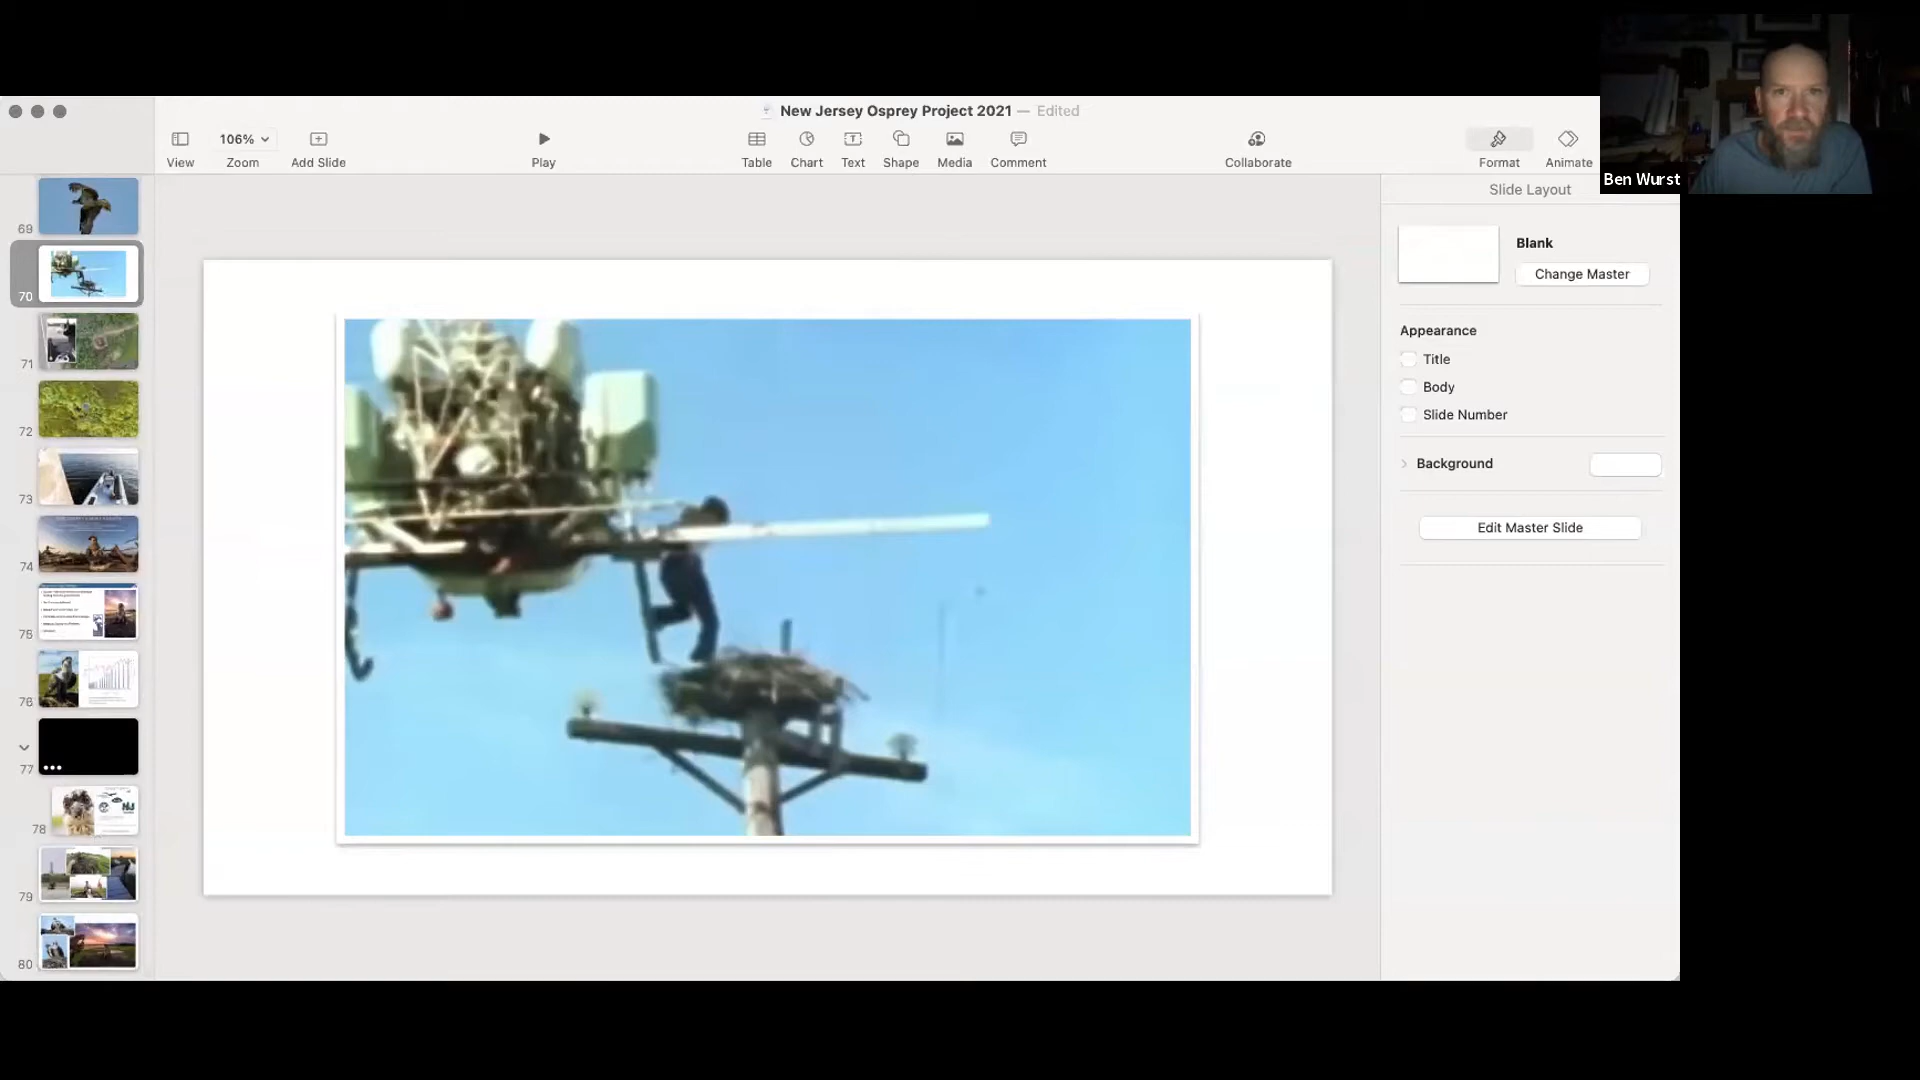 New Jersey Osprey Project 2021 — Edited
View
106%
Zoom
Add Slide
Play
Table
Chart
Text
Shape
Media
Comment
Collaborate
Format
Animate
Ben Wurst
Slide Layout
Blank
Change Master
Appearance
Title
Body
Slide Number
Background
Edit Master Slide
69
70
71
72
73
74
75
76
77
78
79
80